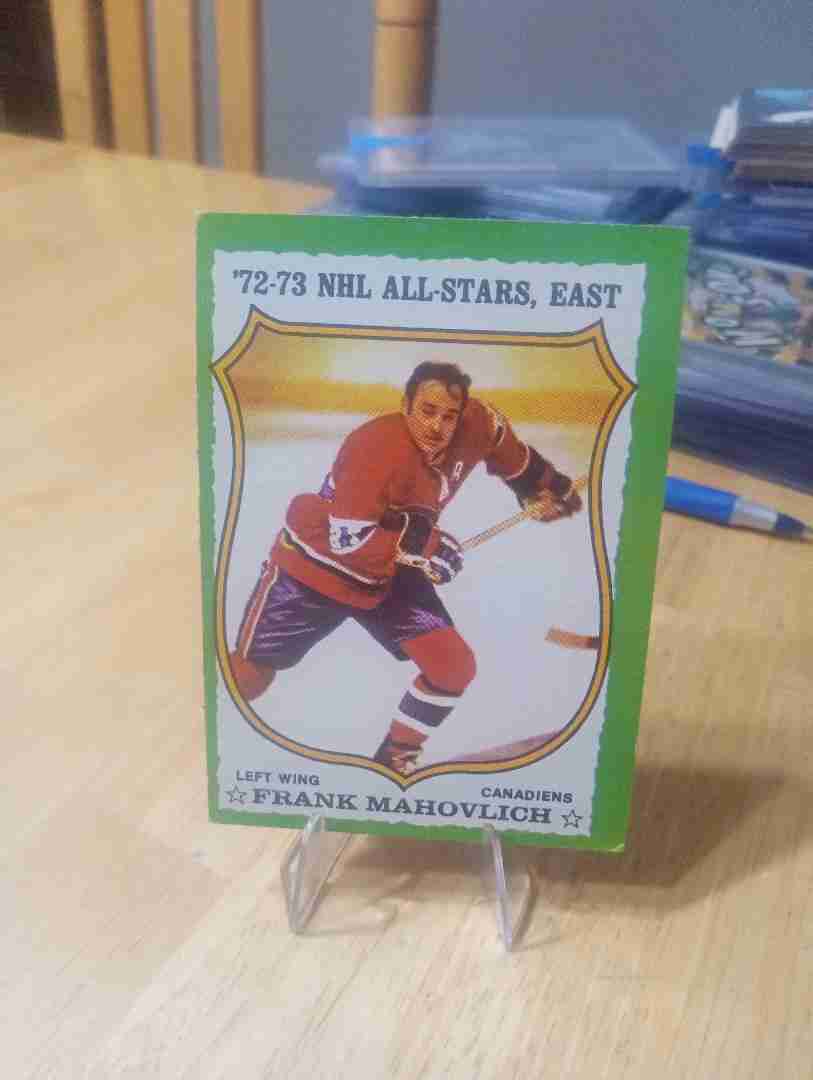 '72-73 NHL ALL-STARS, EAST
A
LEFT WING
CANADIENS
☆ FRANK MAHOVLICH ☆